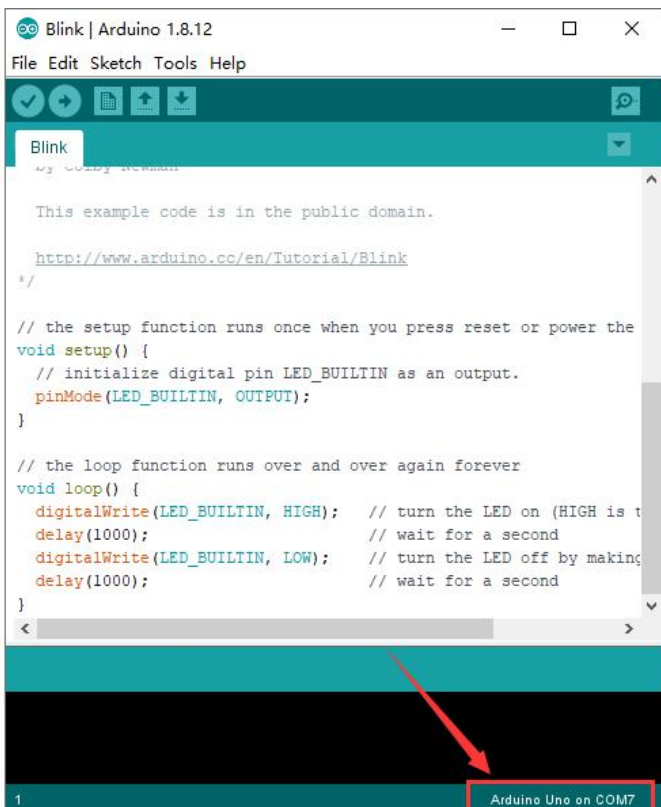 Blink | Arduino 1.8.12
File Edit Sketch Tools Help
Blink
by Colby Newman
This example code is in the public domain.
http://www.arduino.cc/en/Tutorial/Blink
*/
// the setup function runs once when you press reset or power the
void setup() {
// initialize digital pin LED_BUILTIN as an output.
pinMode(LED_BUILTIN, OUTPUT);
}
// the loop function runs over and over again forever
void loop() {
digitalWrite(LED_BUILTIN, HIGH); // turn the LED on (HIGH is t
delay(1000); // wait for a second
digitalWrite(LED_BUILTIN, LOW); // turn the LED off by making
delay(1000); // wait for a second
}
1
Arduino Uno on COM7